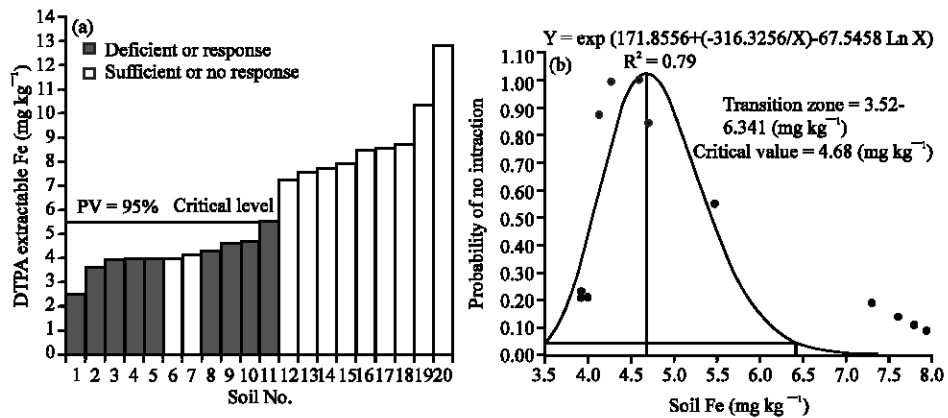 (a)
Deficient or response
Sufficient or no response
PV = 95% Critical level
DTPA extractable Fe (mg kg⁻¹)
14
13
12
11
10
9
8
7
6
5
4
3
2
1
0
1 2 3 4 5 6 7 8 9 10 11 12 13 14 15 16 17 18 19 20
Soil No.
Y = exp (171.8556+(-316.3256/X)-67.5458 Ln X)
R² = 0.79
(b)
Transition zone = 3.52-
6.341 (mg kg⁻¹)
Critical value = 4.68 (mg kg⁻¹)
Probability of no intraction
1.10
1.00
0.90
0.80
0.70
0.60
0.50
0.40
0.30
0.20
0.10
0.00
3.5 4.0 4.5 5.0 5.5 6.0 6.5 7.0 7.5 8.0
Soil Fe (mg kg⁻¹)